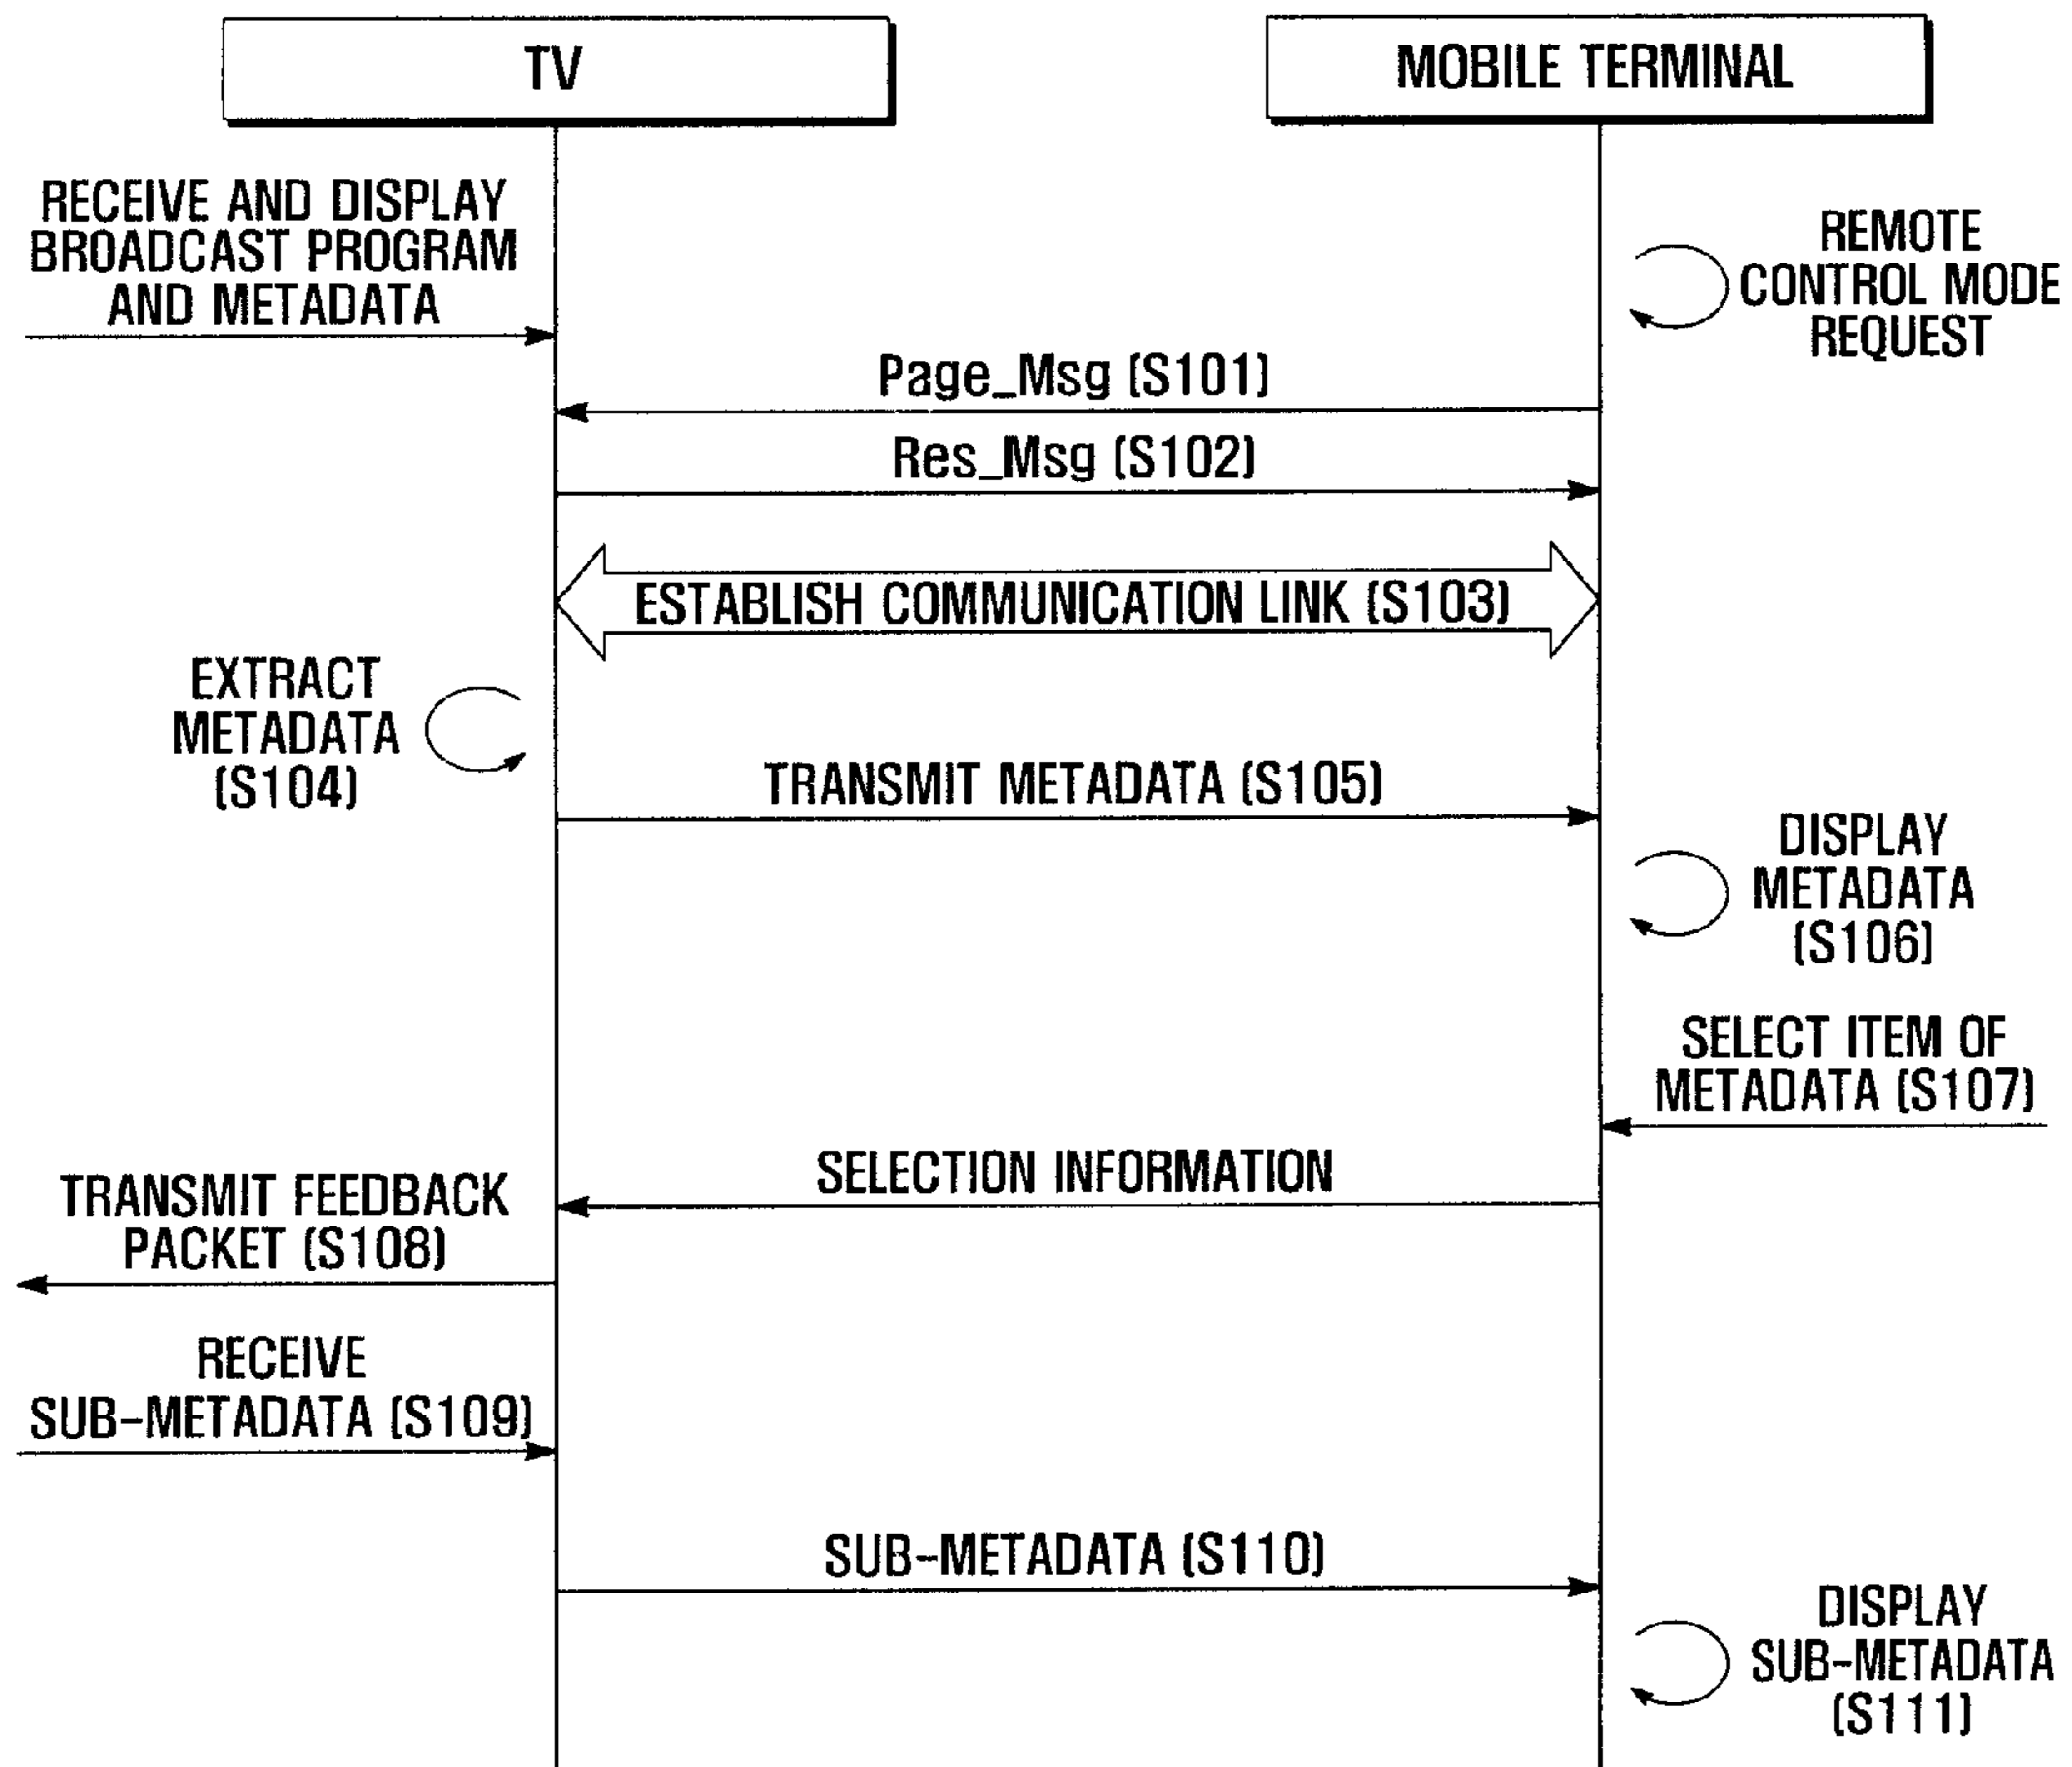 TV
MOBILE TERMINAL
RECEIVE AND DISPLAY
BROADCAST PROGRAM
AND METADATA
REMOTE
CONTROL MODE
REQUEST
Page_Msg (S101)
Res_Msg (S102)
ESTABLISH COMMUNICATION LINK (S103)
EXTRACT
METADATA
(S104)
TRANSMIT METADATA (S105)
DISPLAY
METADATA
(S106)
SELECT ITEM OF
METADATA (S107)
SELECTION INFORMATION
TRANSMIT FEEDBACK
PACKET (S108)
RECEIVE
SUB-METADATA (S109)
SUB-METADATA (S110)
DISPLAY
SUB-METADATA
(S111)